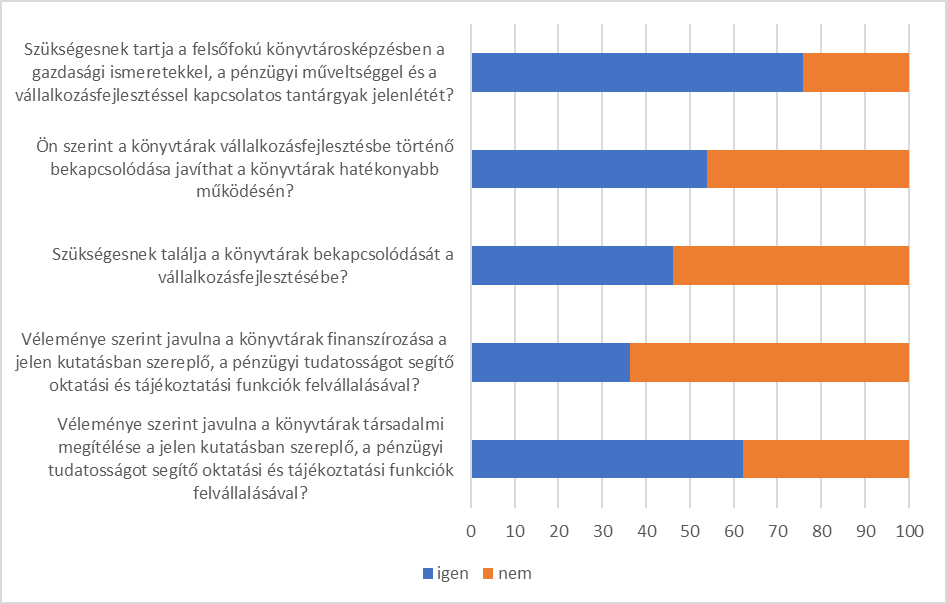 Szükségesnek tartja a felsőfokú könyvtárosképzésben a
gazdasági ismeretekkel, a pénzügyi műveltséggel és a
vállalkozásfejlesztéssel kapcsolatos tantárgyak jelenlétét?
Ön szerint a könyvtárak vállalkozásfejlesztésbe történő
bekapcsolódása javíthat a könyvtárak hatékonyabb
működésén?
Szükségesnek találja a könyvtárak bekapcsolódását a
vállalkozásfejlesztésébe?
Véleménye szerint javulna a könyvtárak finanszírozása a
jelen kutatásban szereplő, a pénzügyi tudatosságot segítő
oktatási és tájékoztatási funkciók felvállalásával?
Véleménye szerint javulna a könyvtárak társadalmi
megítélése a jelen kutatásban szereplő, a pénzügyi
tudatosságot segítő oktatási és tájékoztatási funkciók
felvállalásával?
0 10 20 30 40 50 60 70 80 90 100
igen nem